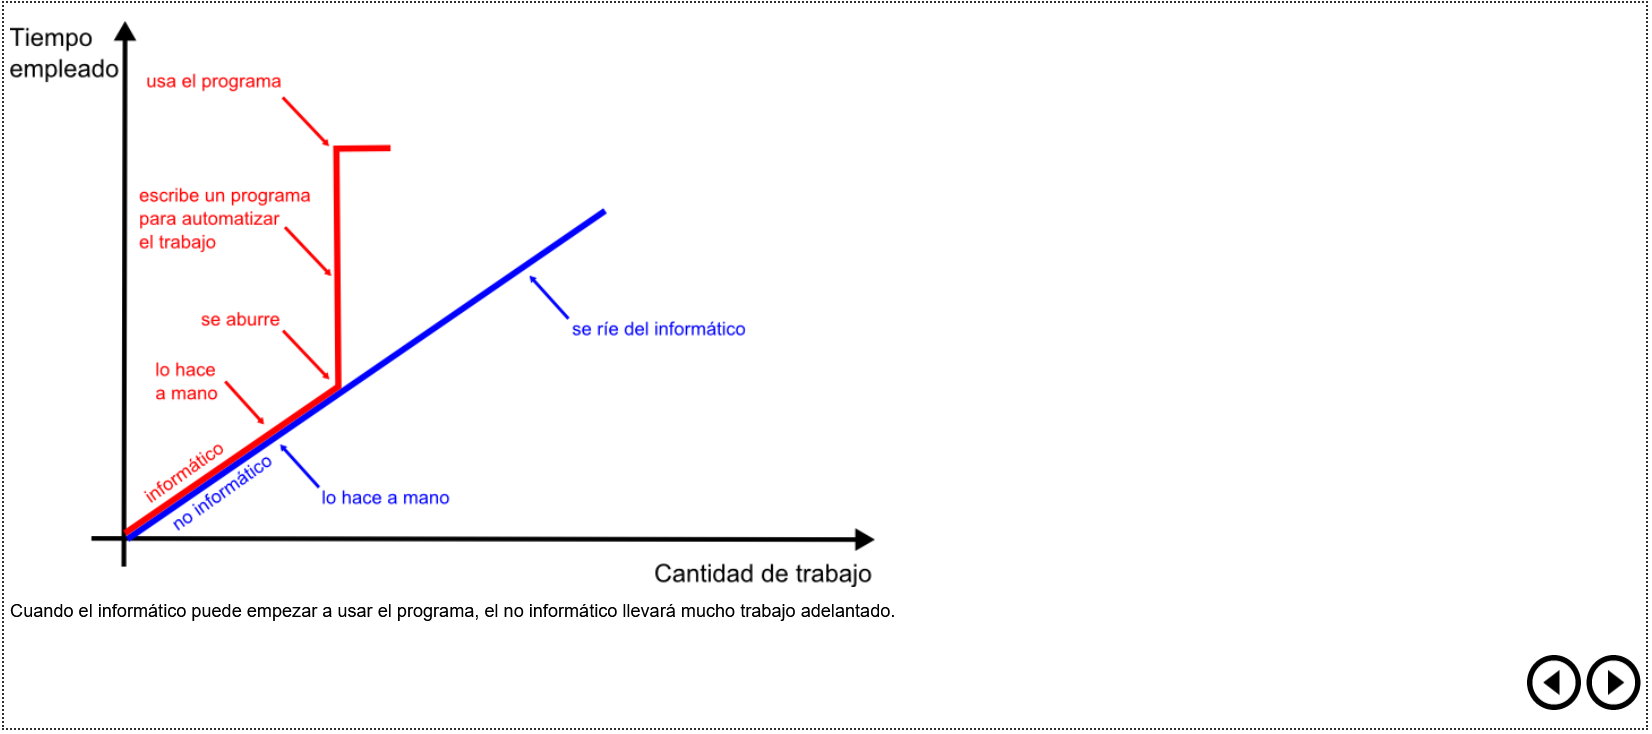 Tiempo
empleado
usa el programa
escribe un programa
para automatizar
el trabajo
se aburre
se ríe del informático
lo hace
a mano
informático
no informático
lo hace a mano
Cantidad de trabajo
Cuando el informático puede empezar a usar el programa, el no informático llevará mucho trabajo adelantado.